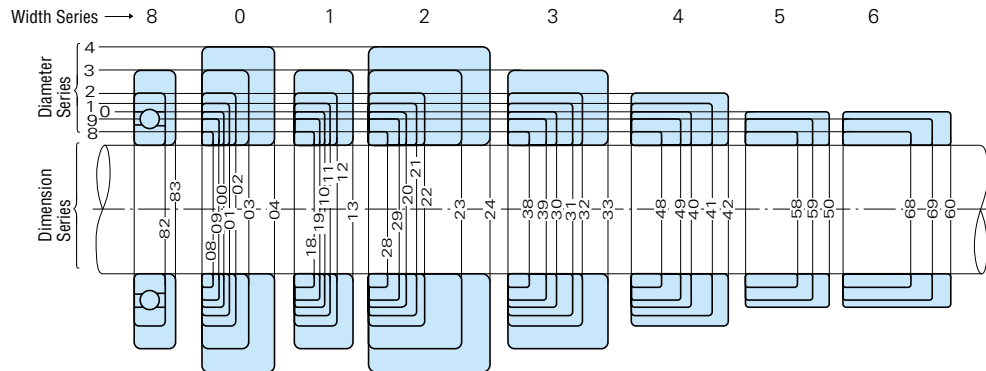 Width Series 8 0 1 2 3 4 5 6
Diameter Series
4
3
2
1
0
9
8
Dimension Series
82 83
08 09 00 01 02 03 04
18 19 10 11 12 13
28 29 20 21 22 23 24
38 39 30 31 32 33
48 49 40 41 42
58 59 50
68 69 60